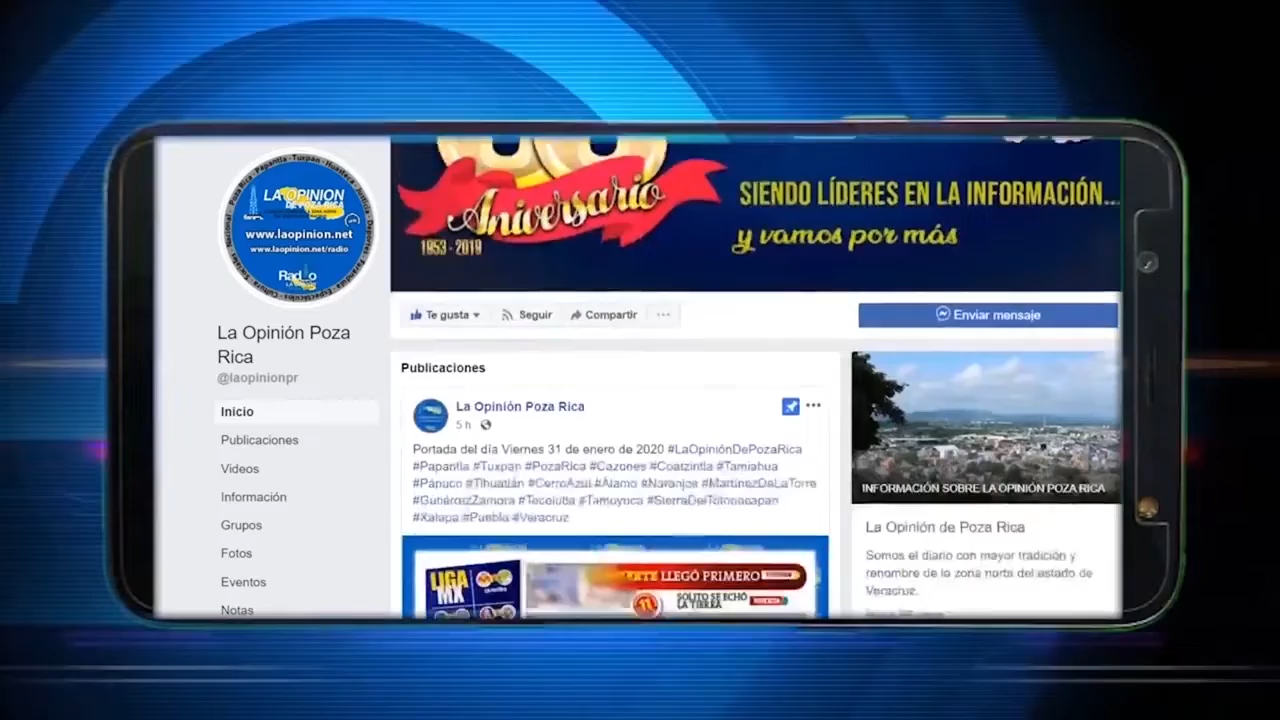 LA OPINION
DE POZA RICA
www.laopinion.net
www.laopinion.net/radio
Radio
La Opinión Poza
Rica
@laopinionpr
Inicio
Publicaciones
Videos
Información
Grupos
Fotos
Eventos
Notas
Aniversario
1953 - 2019
SIENDO LÍDERES EN LA INFORMACIÓN...
y vamos por más
Te gusta
Seguir
Compartir
Enviar mensaje
Publicaciones
La Opinión Poza Rica
5 h
Portada del día Viernes 31 de enero de 2020 #LaOpiniónDePozaRica
#Papantla #Tuxpan #PozaRica #Cazones #Coatzintla #Tamiahua
#Pánuco #Tihuatlán #CerroAzul #Álamo #Naranjos #MartínezDeLaTorre
#GutiérezZamora #Tecolutla #Tamoyuca #SierraDelTotonacapan
#Xalapa #Puebla #Veracruz
LIGA
MX
LLEGÓ PRIMERO
SOLITO SE ECHÓ
LA TIERRA
INFORMACIÓN SOBRE LA OPINIÓN POZA RICA
La Opinión de Poza Rica
Somos el diario con mayor tradición y
renombre de la zona norte del estado de
Veracruz.